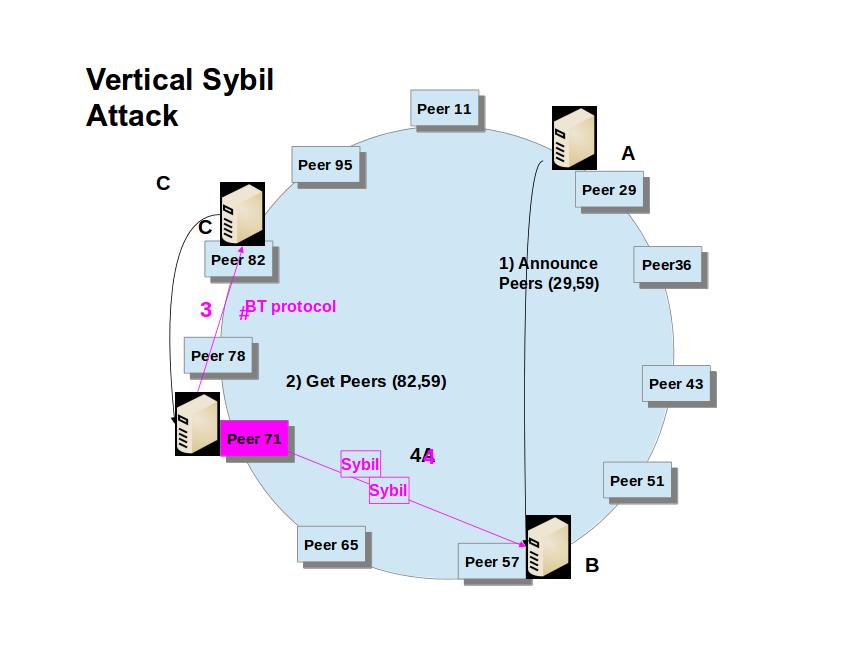 Vertical Sybil
Attack
Peer 11
A
Peer 95
C
Peer 29
C
Peer 82
1) Announce
Peers (29,59)
Peer36
3
#BT protocol
Peer 78
2) Get Peers (82,59)
Peer 43
Peer 71
4A
4
Sybil
Sybil
Peer 51
Peer 65
Peer 57
B